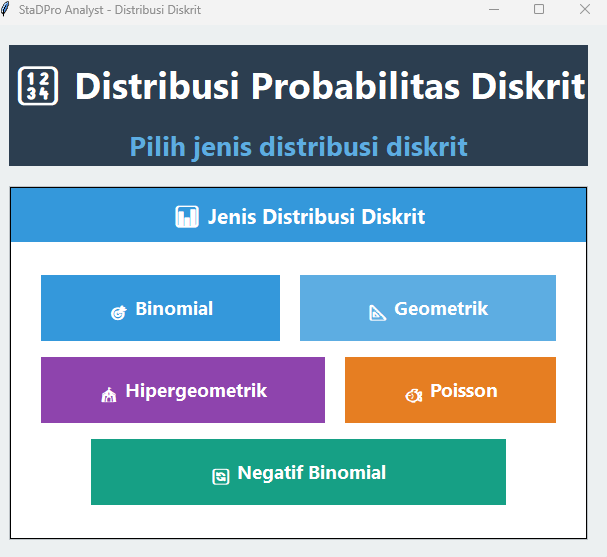 StaDPro Analyst - Distribusi Diskrit
🔢 Distribusi Probabilitas Diskrit
Pilih jenis distribusi diskrit
📊 Jenis Distribusi Diskrit
Binomial
Geometrik
Hipergeometrik
Poisson
Negatif Binomial